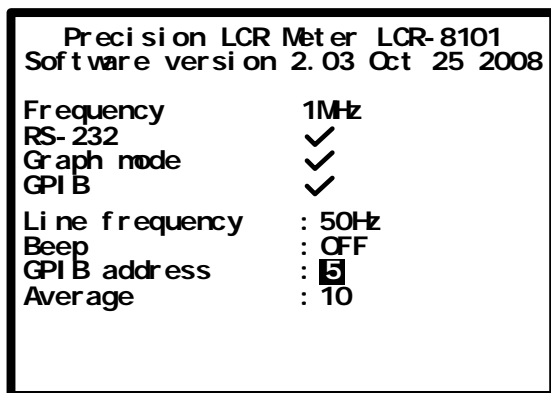 Precision LCR Meter LCR-8101
Software version 2.03 Oct 25 2008
Frequency 1MHz
RS-232 ✓
Graph mode ✓
GPIB ✓
Line frequency : 50Hz
Beep : OFF
GPIB address : 5
Average : 10